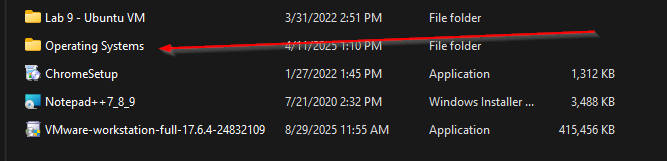 Lab 9 - Ubuntu VM 3/31/2022 2:51 PM File folder
Operating Systems 4/11/2025 1:10 PM File folder
ChromeSetup 1/27/2022 1:45 PM Application 1,312 KB
Notepad++7_8_9 7/21/2020 2:32 PM Windows Installer ... 3,488 KB
VMware-workstation-full-17.6.4-24832109 8/29/2025 11:55 AM Application 415,456 KB